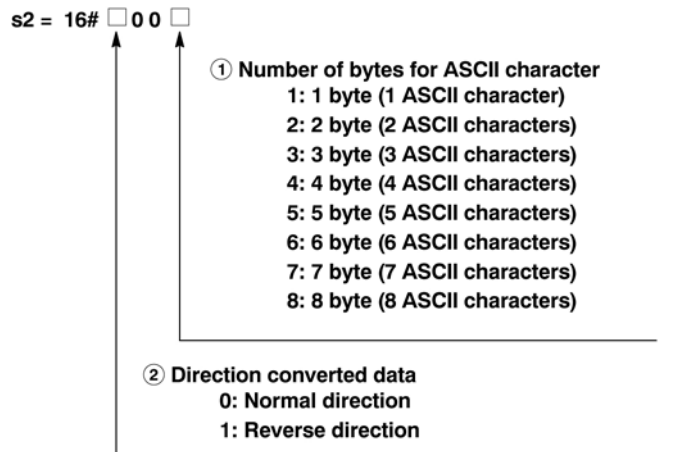 s2 = 16# □ 0 0 □
① Number of bytes for ASCII character
1: 1 byte (1 ASCII character)
2: 2 byte (2 ASCII characters)
3: 3 byte (3 ASCII characters)
4: 4 byte (4 ASCII characters)
5: 5 byte (5 ASCII characters)
6: 6 byte (6 ASCII characters)
7: 7 byte (7 ASCII characters)
8: 8 byte (8 ASCII characters)
② Direction converted data
0: Normal direction
1: Reverse direction